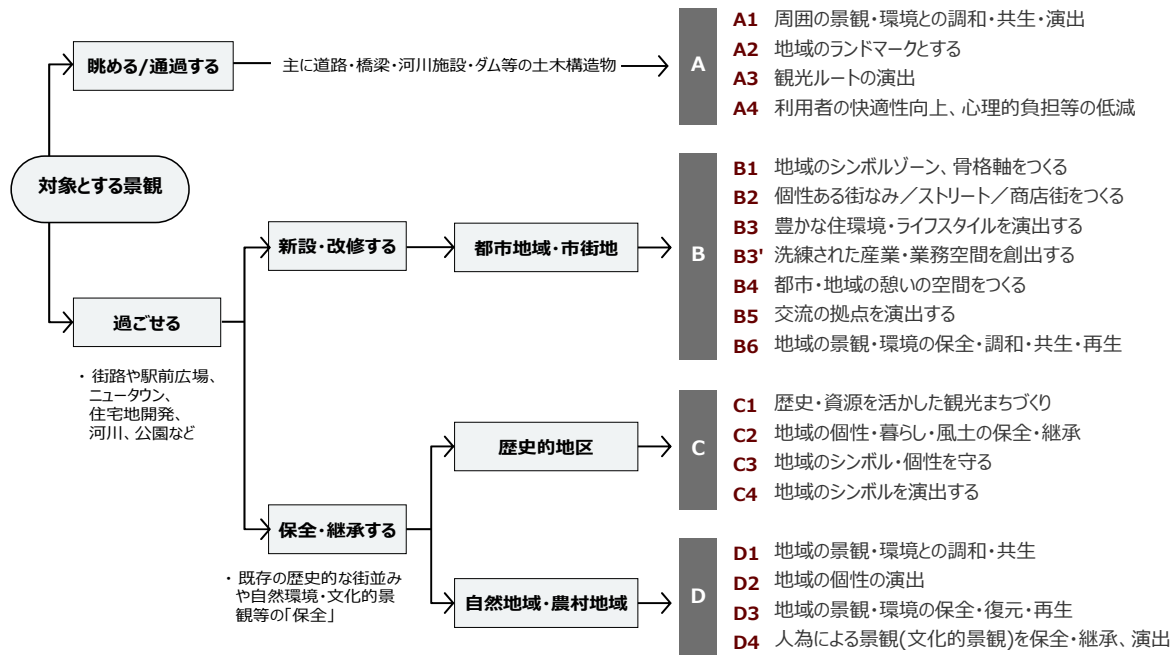 対象とする景観
眺める/通過する
主に道路・橋梁・河川施設・ダム等の土木構造物
A
A1 周囲の景観・環境との調和・共生・演出
A2 地域のランドマークとする
A3 観光ルートの演出
A4 利用者の快適性向上、心理的負担等の低減
過ごせる
・ 街路や駅前広場、
ニュータウン、
住宅地開発、
河川、公園など
新設・改修する
都市地域・市街地
B
B1 地域のシンボルゾーン、骨格軸をつくる
B2 個性ある街なみ／ストリート／商店街をつくる
B3 豊かな住環境・ライフスタイルを演出する
B3' 洗練された産業・業務空間を創出する
B4 都市・地域の憩いの空間をつくる
B5 交流の拠点を演出する
B6 地域の景観・環境の保全・調和・共生・再生
保全・継承する
・ 既存の歴史的な街並み
や自然環境・文化的景
観等の「保全」
歴史的地区
C
C1 歴史・資源を活かした観光まちづくり
C2 地域の個性・暮らし・風土の保全・継承
C3 地域のシンボル・個性を守る
C4 地域のシンボルを演出する
自然地域・農村地域
D
D1 地域の景観・環境との調和・共生
D2 地域の個性の演出
D3 地域の景観・環境の保全・復元・再生
D4 人為による景観(文化的景観)を保全・継承、演出